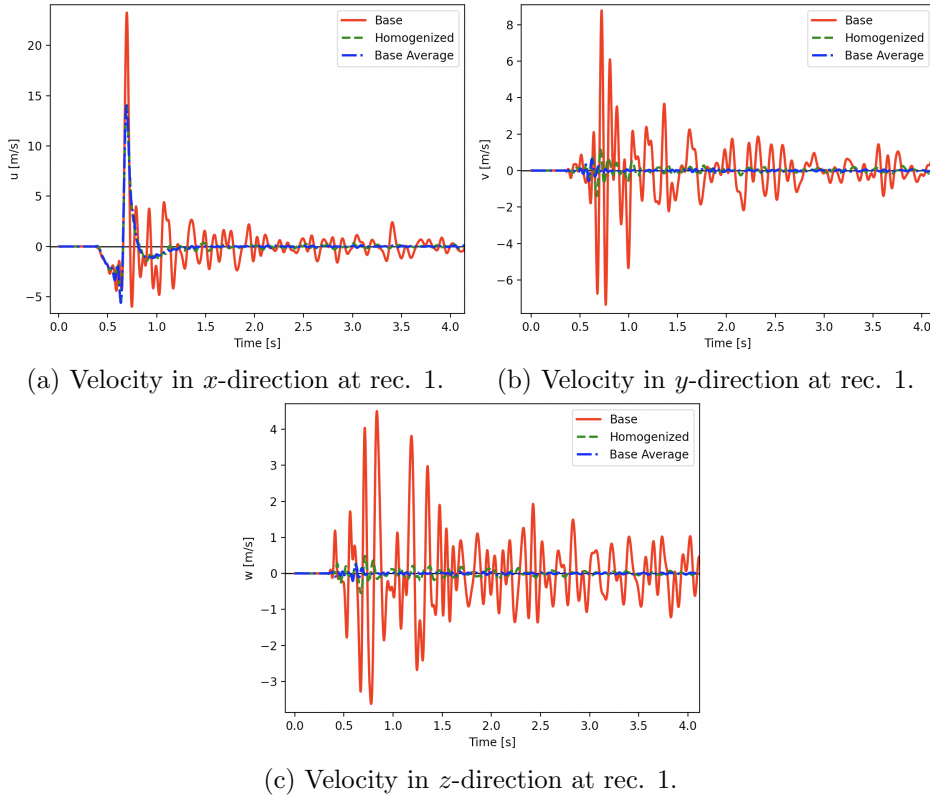 20
15
10
5
0
−5
u [m/s]
0.0 0.5 1.0 1.5 2.0 2.5 3.0 3.5 4.0
Time [s]
Base
Homogenized
Base Average
(a) Velocity in x-direction at rec. 1.
8
6
4
2
0
−2
−4
−6
v [m/s]
0.0 0.5 1.0 1.5 2.0 2.5 3.0 3.5 4.0
Time [s]
Base
Homogenized
Base Average
(b) Velocity in y-direction at rec. 1.
4
3
2
1
0
−1
−2
−3
w [m/s]
0.0 0.5 1.0 1.5 2.0 2.5 3.0 3.5 4.0
Time [s]
Base
Homogenized
Base Average
(c) Velocity in z-direction at rec. 1.